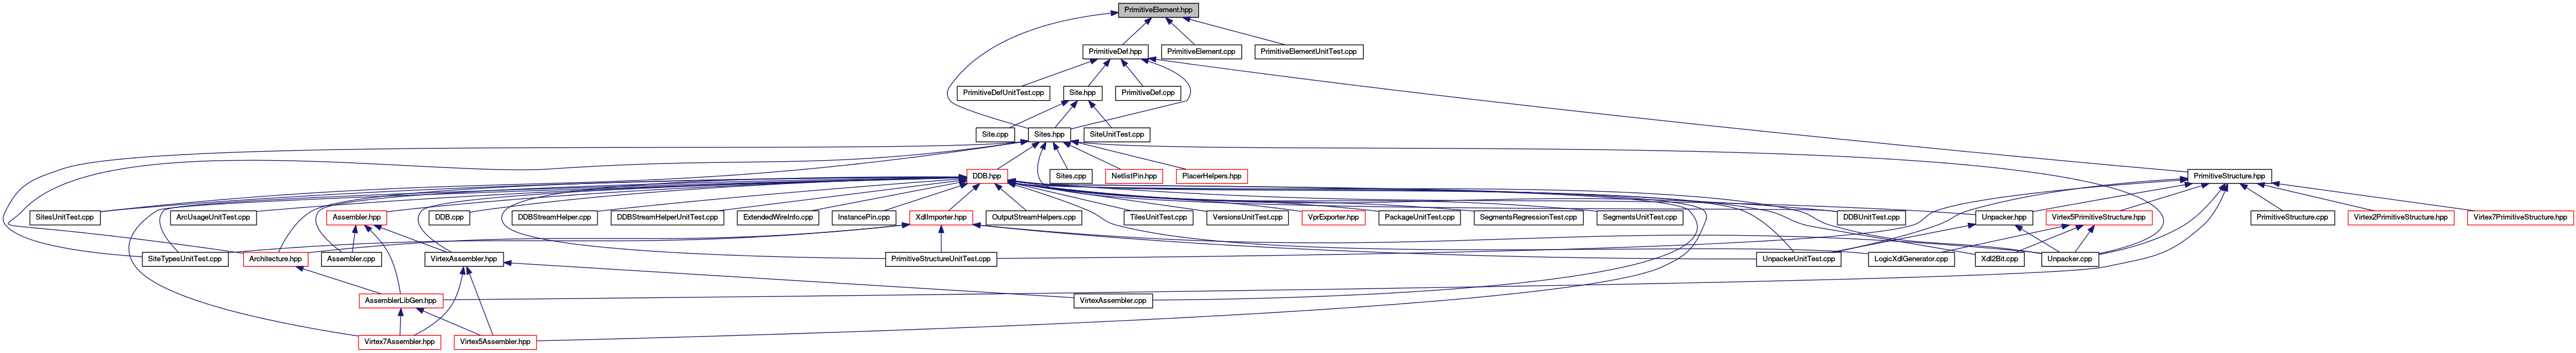 PrimitiveElement.hpp
PrimitiveDef.hpp
PrimitiveElement.cpp
PrimitiveElementUnitTest.cpp
PrimitiveDefUnitTest.cpp
Site.hpp
PrimitiveDef.cpp
Site.cpp
Sites.hpp
SiteUnitTest.cpp
DDB.hpp
Sites.cpp
NetlistPin.hpp
PlacerHelpers.hpp
PrimitiveStructure.hpp
SitesUnitTest.cpp
ArcUsageUnitTest.cpp
Assembler.hpp
DDB.cpp
DDBStreamHelper.cpp
DDBStreamHelperUnitTest.cpp
ExtendedWireInfo.cpp
InstancePin.cpp
XdlImporter.hpp
OutputStreamHelpers.cpp
TilesUnitTest.cpp
VersionsUnitTest.cpp
VprExporter.hpp
PackageUnitTest.cpp
SegmentsRegressionTest.cpp
SegmentsUnitTest.cpp
DDBUnitTest.cpp
Unpacker.hpp
Virtex5PrimitiveStructure.hpp
PrimitiveStructure.cpp
Virtex2PrimitiveStructure.hpp
Virtex7PrimitiveStructure.hpp
SiteTypesUnitTest.cpp
Architecture.hpp
Assembler.cpp
VirtexAssembler.hpp
PrimitiveStructureUnitTest.cpp
UnpackerUnitTest.cpp
LogicXdlGenerator.cpp
Xdl2Bit.cpp
Unpacker.cpp
AssemblerLibGen.hpp
VirtexAssembler.cpp
Virtex7Assembler.hpp
Virtex5Assembler.hpp